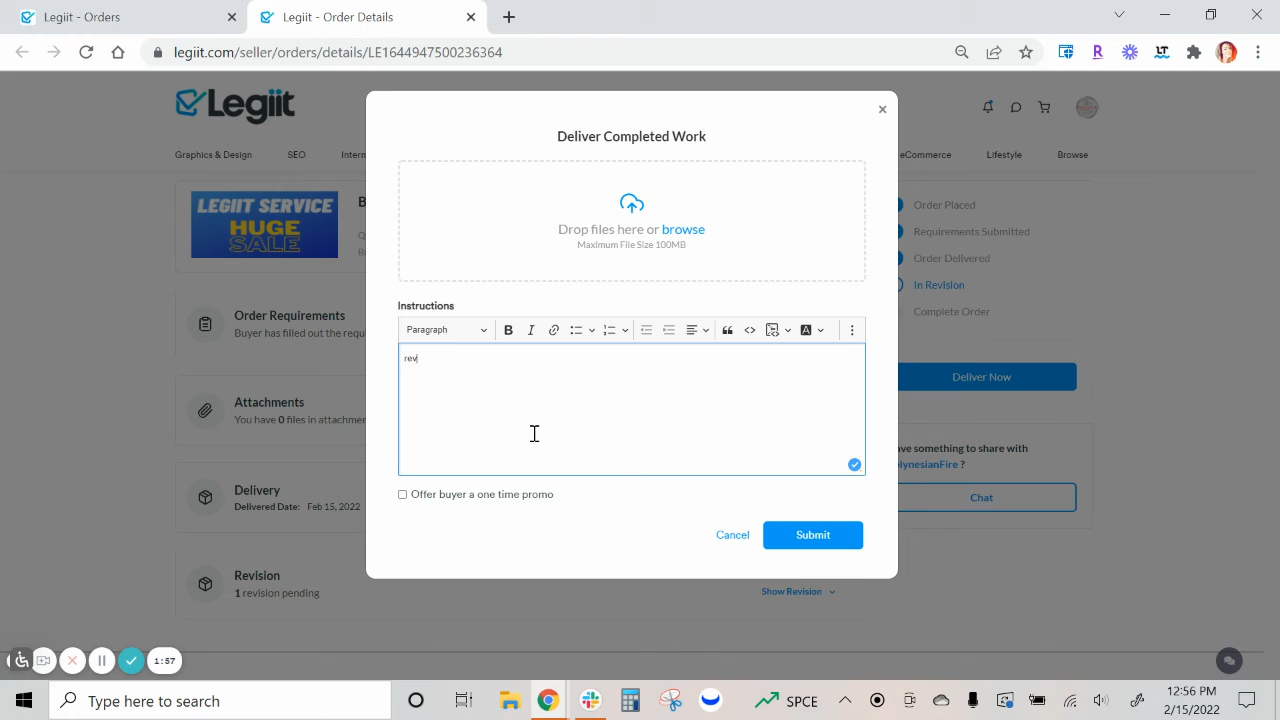 Legiit - Orders
Legiit - Order Details
legiit.com/seller/orders/details/LE1644947500236364
Legiit
Graphics & Design
SEO
Intern
eCommerce
Lifestyle
Browse
Deliver Completed Work
Drop files here or browse
Maximum File Size 100MB
Instructions
Paragraph
rev
Offer buyer a one time promo
Cancel
Submit
LEGIIT SERVICE
HUGE
SALE
B
Q
B
Order Requirements
Buyer has filled out the requ
Attachments
You have 0 files in attachmen
Delivery
Delivered Date: Feb 15, 2022
Revision
1 revision pending
Show Revision
Order Placed
Requirements Submitted
Order Delivered
In Revision
Complete Order
Deliver Now
ave something to share with
olynesianFire ?
Chat
1:57
Type here to search
SPCE
12:56 PM
2/15/2022